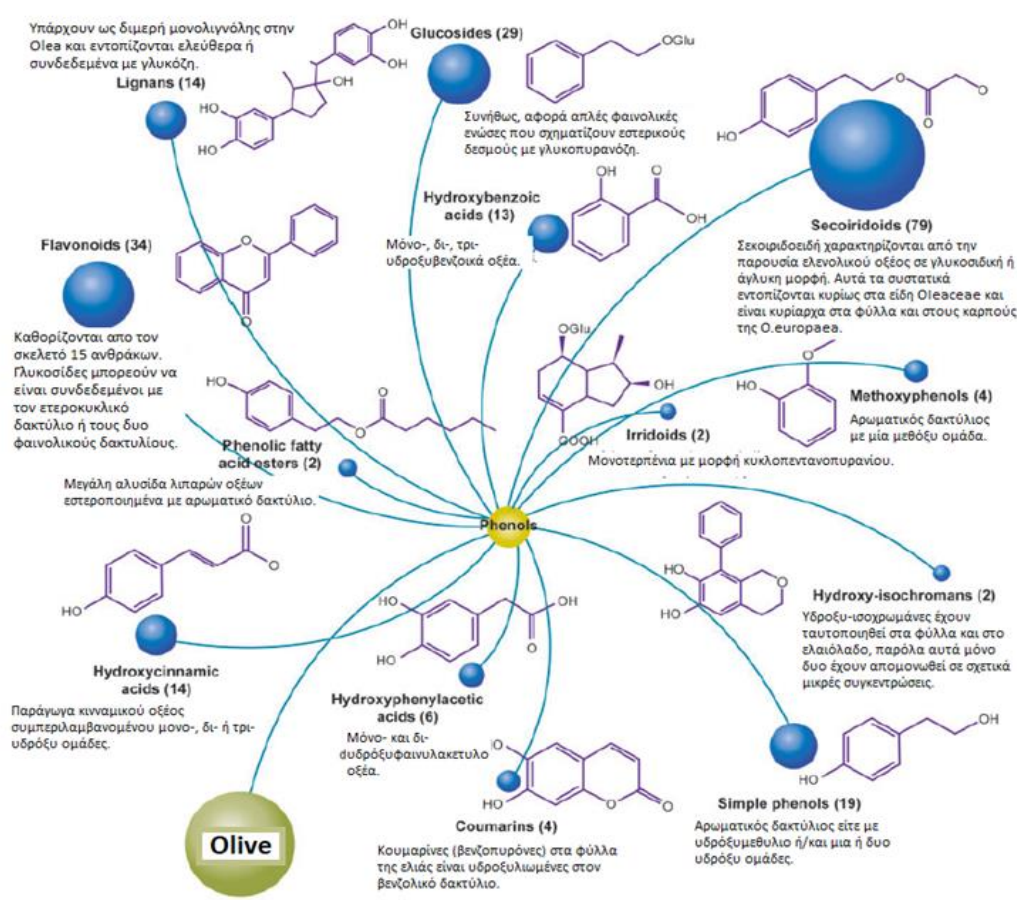 Υπάρχουν ως διμερή μονολιγνόλης στην
Olea και εντοπίζονται ελεύθερα ή
συνδεδεμένα με γλυκόζη.
Lignans (14)
OH
OH
OH
HO
HO
Glucosides (29)
OGlu
Συνήθως, αφορά απλές φαινολικές
ενώσεις που σχηματίζουν εστερικούς
δεσμούς με γλυκοπυρανόζη.
O
O
O
HO
Secoiridoids (79)
Σεκοιριδοειδή χαρακτηρίζονται από την
παρουσία ελενολικού οξέος σε γλυκοσιδική ή
άγλυκη μορφή. Αυτά τα συστατικά
εντοπίζονται κυρίως στα είδη Oleaceae και
είναι κυρίαρχα στα φύλλα και στους καρπούς
της O.europaea.
Hydroxybenzoic
acids (13)
OH
O
OH
Μόνο-, δι-, τρι-
υδροξυβενζοικά οξέα.
Flavonoids (34)
O
O
Καθορίζονται απο τον
σκελετό 15 ανθράκων.
Γλυκοσίδες μπορεούν να
είναι συνδεδεμένοι με
τον ετεροκυκλικό
δακτύλιο ή τους δυο
φαινολικούς δακτυλίους.
HO
O
O
Phenolic fatty
acid esters (2)
Μεγάλη αλυσίδα λιπαρών οξέων
εστεροποιημένα με αρωματικό δακτύλιο.
OGlu
OH
COOH
Irridoids (2)
Μονοτερπένια με μορφή κυκλοπεντανοπυρανίου.
O
HO
Methoxyphenols (4)
Αρωματικός δακτύλιος
με μία μεθόξυ ομάδα.
Phenols
O
O
HO
Hydroxycinnamic
acids (14)
Παράγωγα κινναμικού οξέος
συμπεριλαμβανομένου μονο-, δι- ή τρι-
υδρόξυ ομάδες.
HO
HO
OH
O
Hydroxyphenylacetic
acids (6)
Μόνο- και δι-
dυδρόξυφαινυλακετυλο
οξέα.
HO
HO
O
Hydroxy-isochromans (2)
Υδροξυ-ισοχρωμάνες έχουν
ταυτοποιηθεί στα φύλλα και στο
ελαιόλαδο, παρόλα αυτά μόνο
δυο έχουν απομονωθεί σε σχετικά
μικρές συγκεντρώσεις.
HO
O
O
Coumarins (4)
Κουμαρίνες (βενζοπυρόνες) στα φύλλα
της ελιάς είναι υδροξυλιωμένες στον
βενζολικό δακτύλιο.
OH
HO
Simple phenols (19)
Αρωματικός δακτύλιος είτε με
υδρόξυμεθυλιο ή/και μια ή δυο
υδρόξυ ομάδες.
Olive